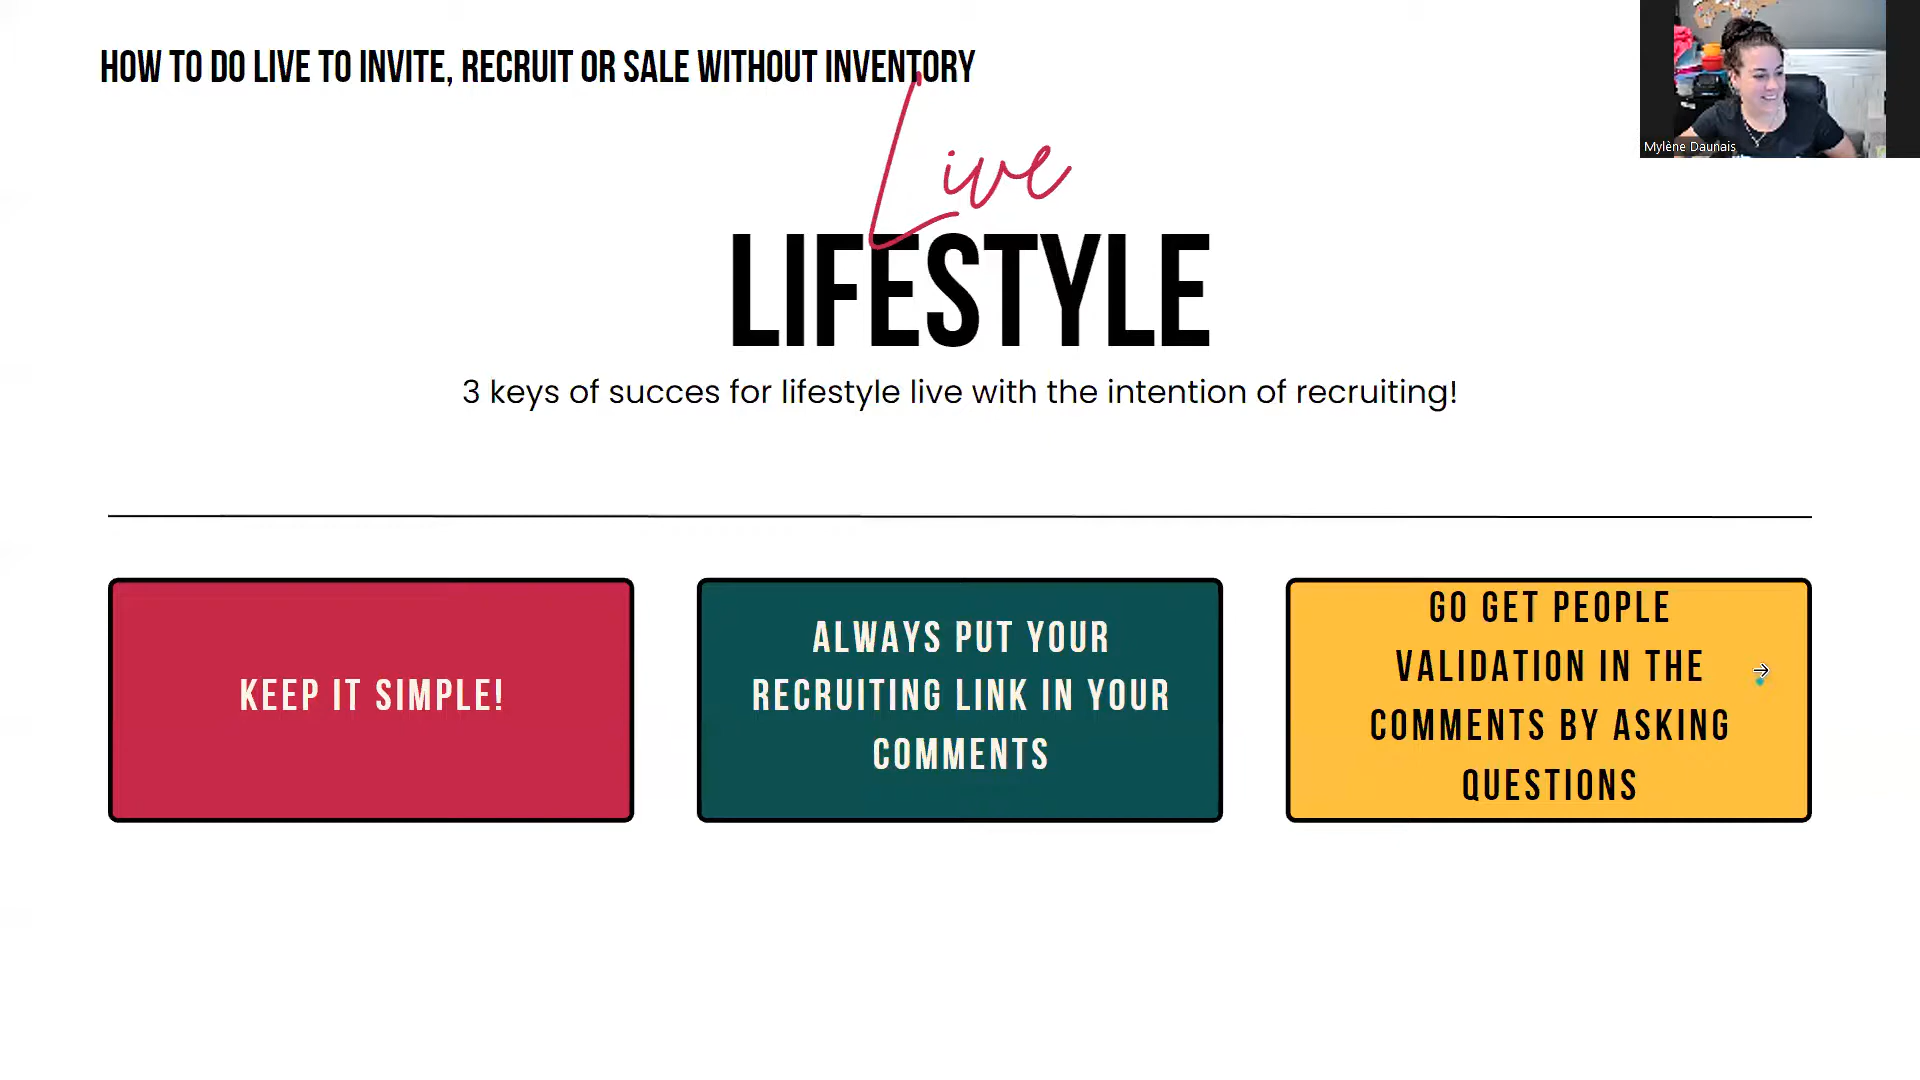 HOW TO DO LIVE TO INVITE, RECRUIT OR SALE WITHOUT INVENTORY
Mylène Daunais
Live
LIFESTYLE
3 keys of succes for lifestyle live with the intention of recruiting!
KEEP IT SIMPLE!
ALWAYS PUT YOUR
RECRUITING LINK IN YOUR
COMMENTS
GO GET PEOPLE
VALIDATION IN THE
COMMENTS BY ASKING
QUESTIONS